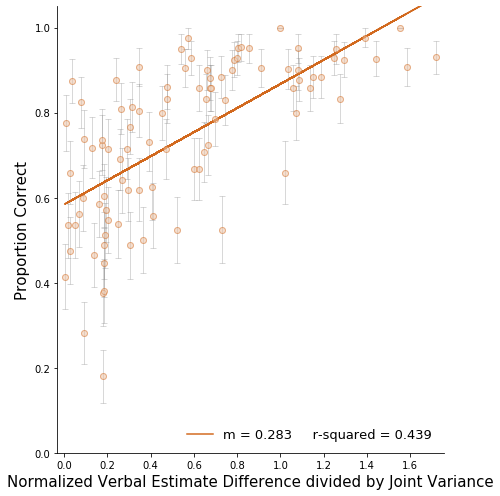 1.0
0.8
0.6
0.4
0.2
0.0
Proportion Correct
m = 0.283 r-squared = 0.439
0.0 0.2 0.4 0.6 0.8 1.0 1.2 1.4 1.6
Normalized Verbal Estimate Difference divided by Joint Variance